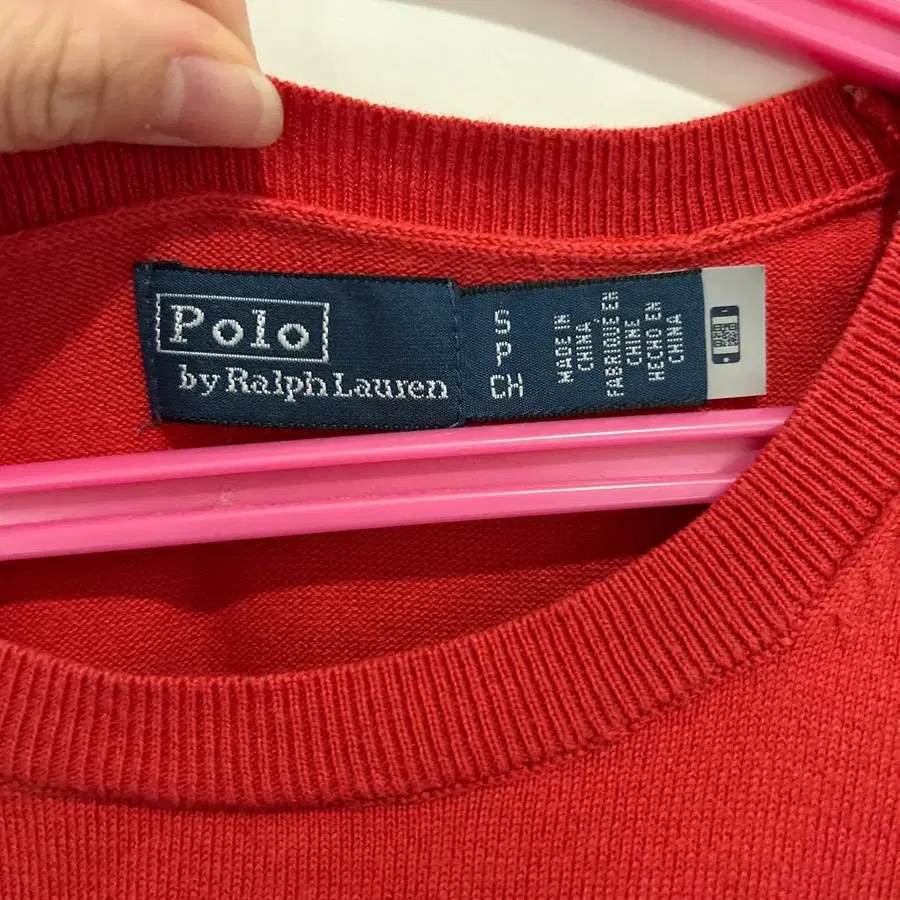 Polo
by Ralph Lauren
S
P
CH
MADE IN
CHINA
FABRIQUE EN
CHINE
HECHO EN
CHINA